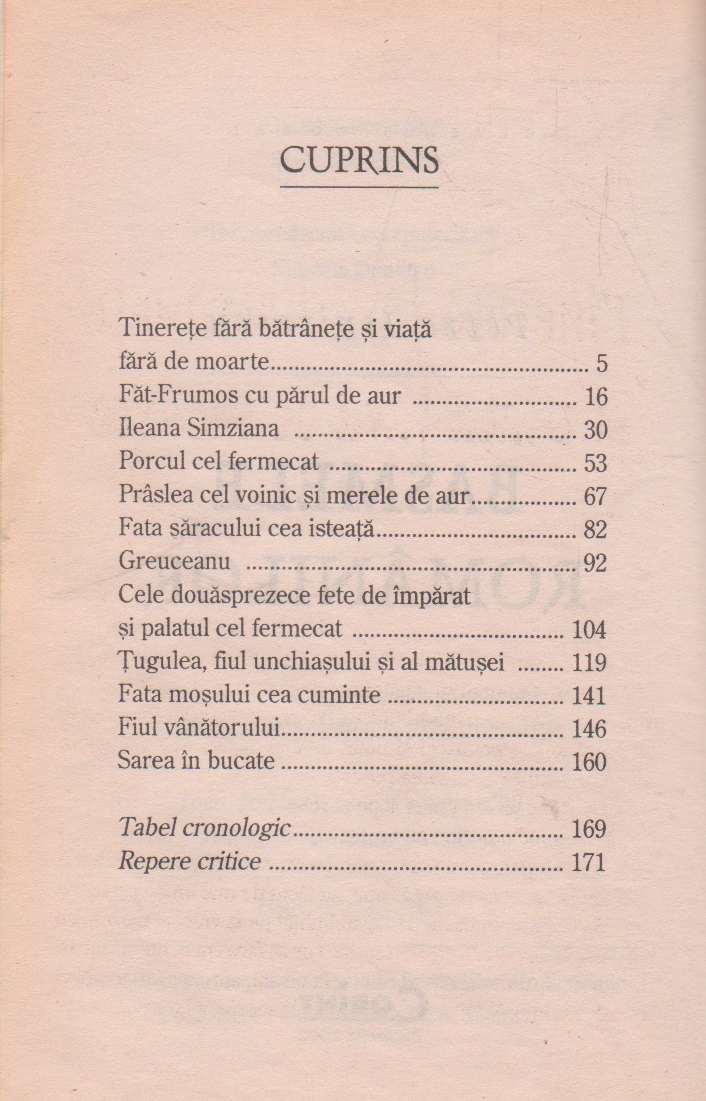 CUPRINS
Tinerețe fără bătrânețe și viață
fără de moarte.................................................. 5
Făt-Frumos cu părul de aur .......................... 16
Ileana Simziana ............................................ 30
Porcul cel fermecat ...................................... 53
Prâslea cel voinic și merele de aur................ 67
Fata săracului cea isteață............................... 82
Greuceanu .................................................... 92
Cele douăsprezece fete de împărat
și palatul cel fermecat .................................. 104
Țugulea, fiul unchiașului și al mătușei ........ 119
Fata moșului cea cuminte ............................ 141
Fiul vânătorului............................................. 146
Sarea în bucate ............................................. 160
Tabel cronologic........................................... 169
Repere critice ............................................... 171